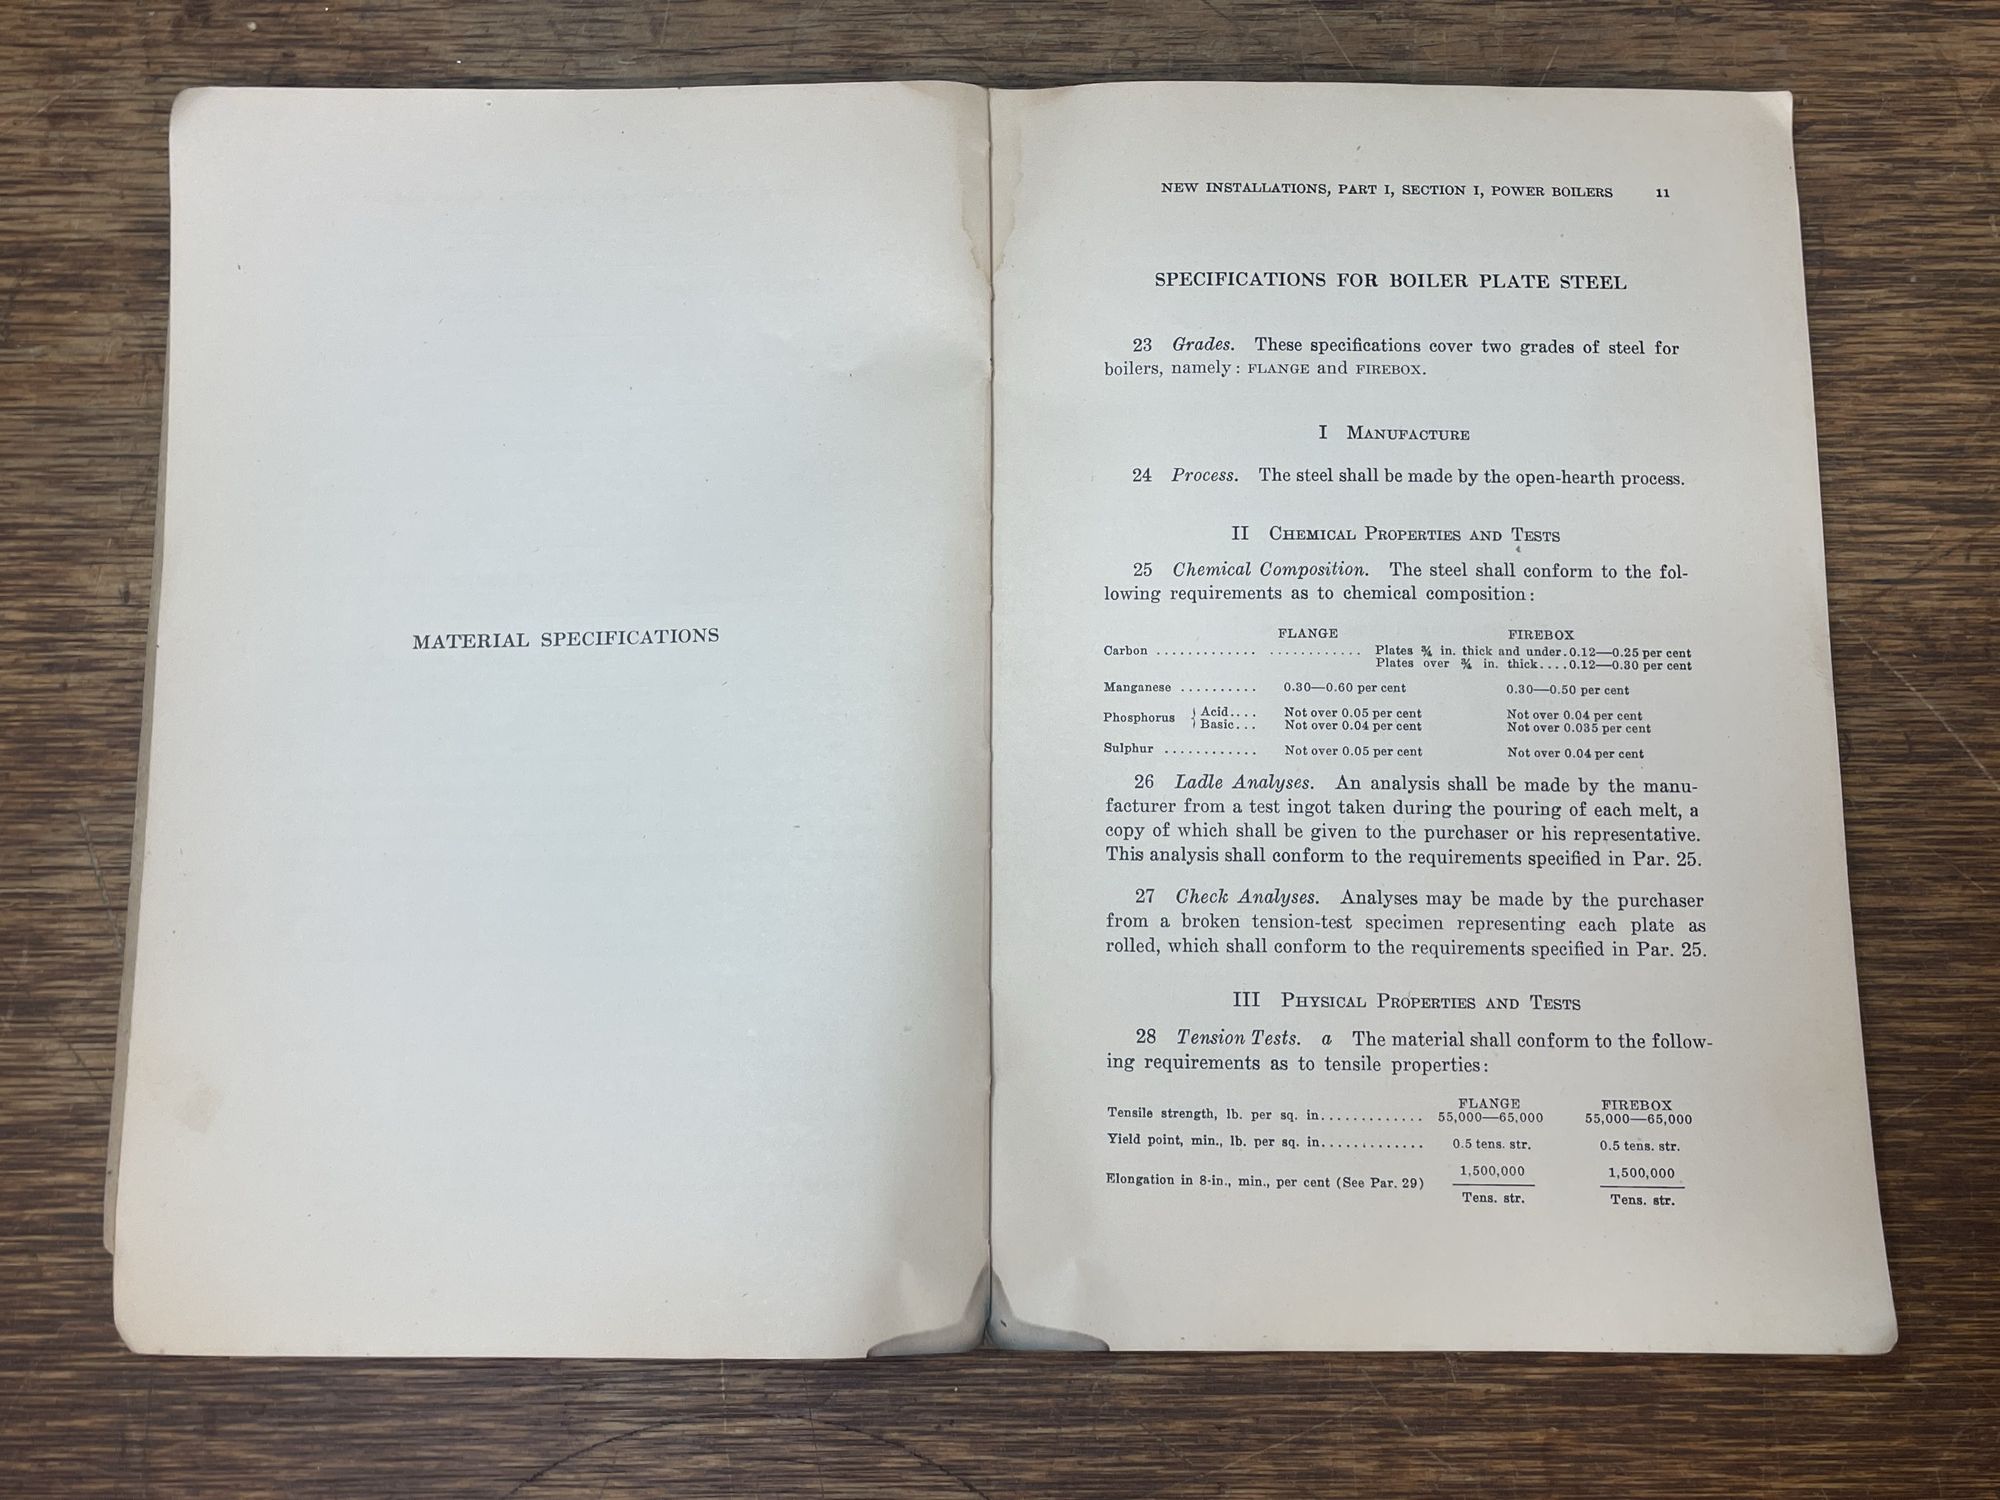 MATERIAL SPECIFICATIONS
NEW INSTALLATIONS, PART I, SECTION I, POWER BOILERS 11
SPECIFICATIONS FOR BOILER PLATE STEEL
23 Grades. These specifications cover two grades of steel for
boilers, namely: FLANGE and FIREBOX.
I MANUFACTURE
24 Process. The steel shall be made by the open-hearth process.
II CHEMICAL PROPERTIES AND TESTS
25 Chemical Composition. The steel shall conform to the fol-
lowing requirements as to chemical composition:
FLANGE FIREBOX
Carbon ............. ............ Plates ¾ in. thick and under.0.12—0.25 per cent
Plates over ¾ in. thick....0.12—0.30 per cent
Manganese .......... 0.30—0.60 per cent 0.30—0.50 per cent
Phosphorus { Acid.... Not over 0.05 per cent Not over 0.04 per cent
Basic... Not over 0.04 per cent Not over 0.035 per cent
Sulphur ............ Not over 0.05 per cent Not over 0.04 per cent
26 Ladle Analyses. An analysis shall be made by the manu-
facturer from a test ingot taken during the pouring of each melt, a
copy of which shall be given to the purchaser or his representative.
This analysis shall conform to the requirements specified in Par. 25.
27 Check Analyses. Analyses may be made by the purchaser
from a broken tension-test specimen representing each plate as
rolled, which shall conform to the requirements specified in Par. 25.
III PHYSICAL PROPERTIES AND TESTS
28 Tension Tests. a The material shall conform to the follow-
ing requirements as to tensile properties:
FLANGE FIREBOX
Tensile strength, lb. per sq. in............. 55,000—65,000 55,000—65,000
Yield point, min., lb. per sq. in............. 0.5 tens. str. 0.5 tens. str.
1,500,000 1,500,000
Elongation in 8-in., min., per cent (See Par. 29)
Tens. str. Tens. str.